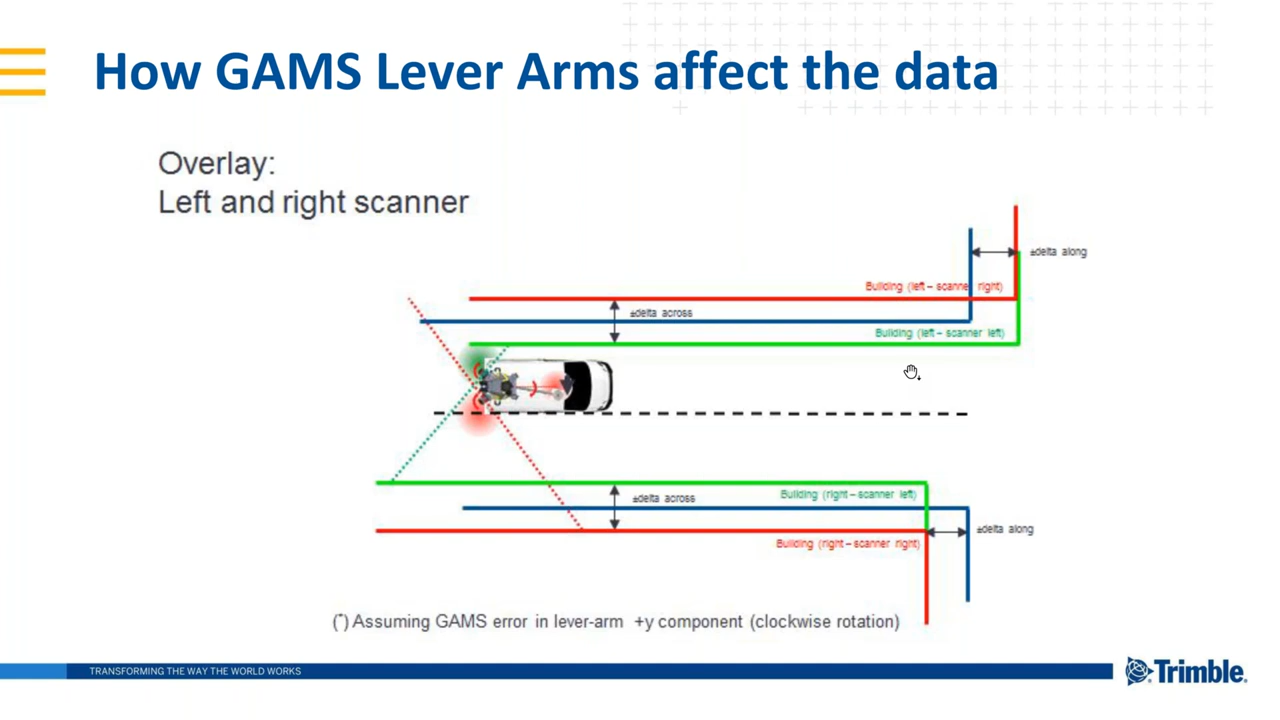 How GAMS Lever Arms affect the data
Overlay:
Left and right scanner
±delta along
Building (left – scanner right)
±delta across
Building (left – scanner left)
Building (right – scanner left)
±delta across
±delta along
Building (right – scanner right)
(*) Assuming GAMS error in lever-arm +y component (clockwise rotation)
TRANSFORMING THE WAY THE WORLD WORKS
Trimble